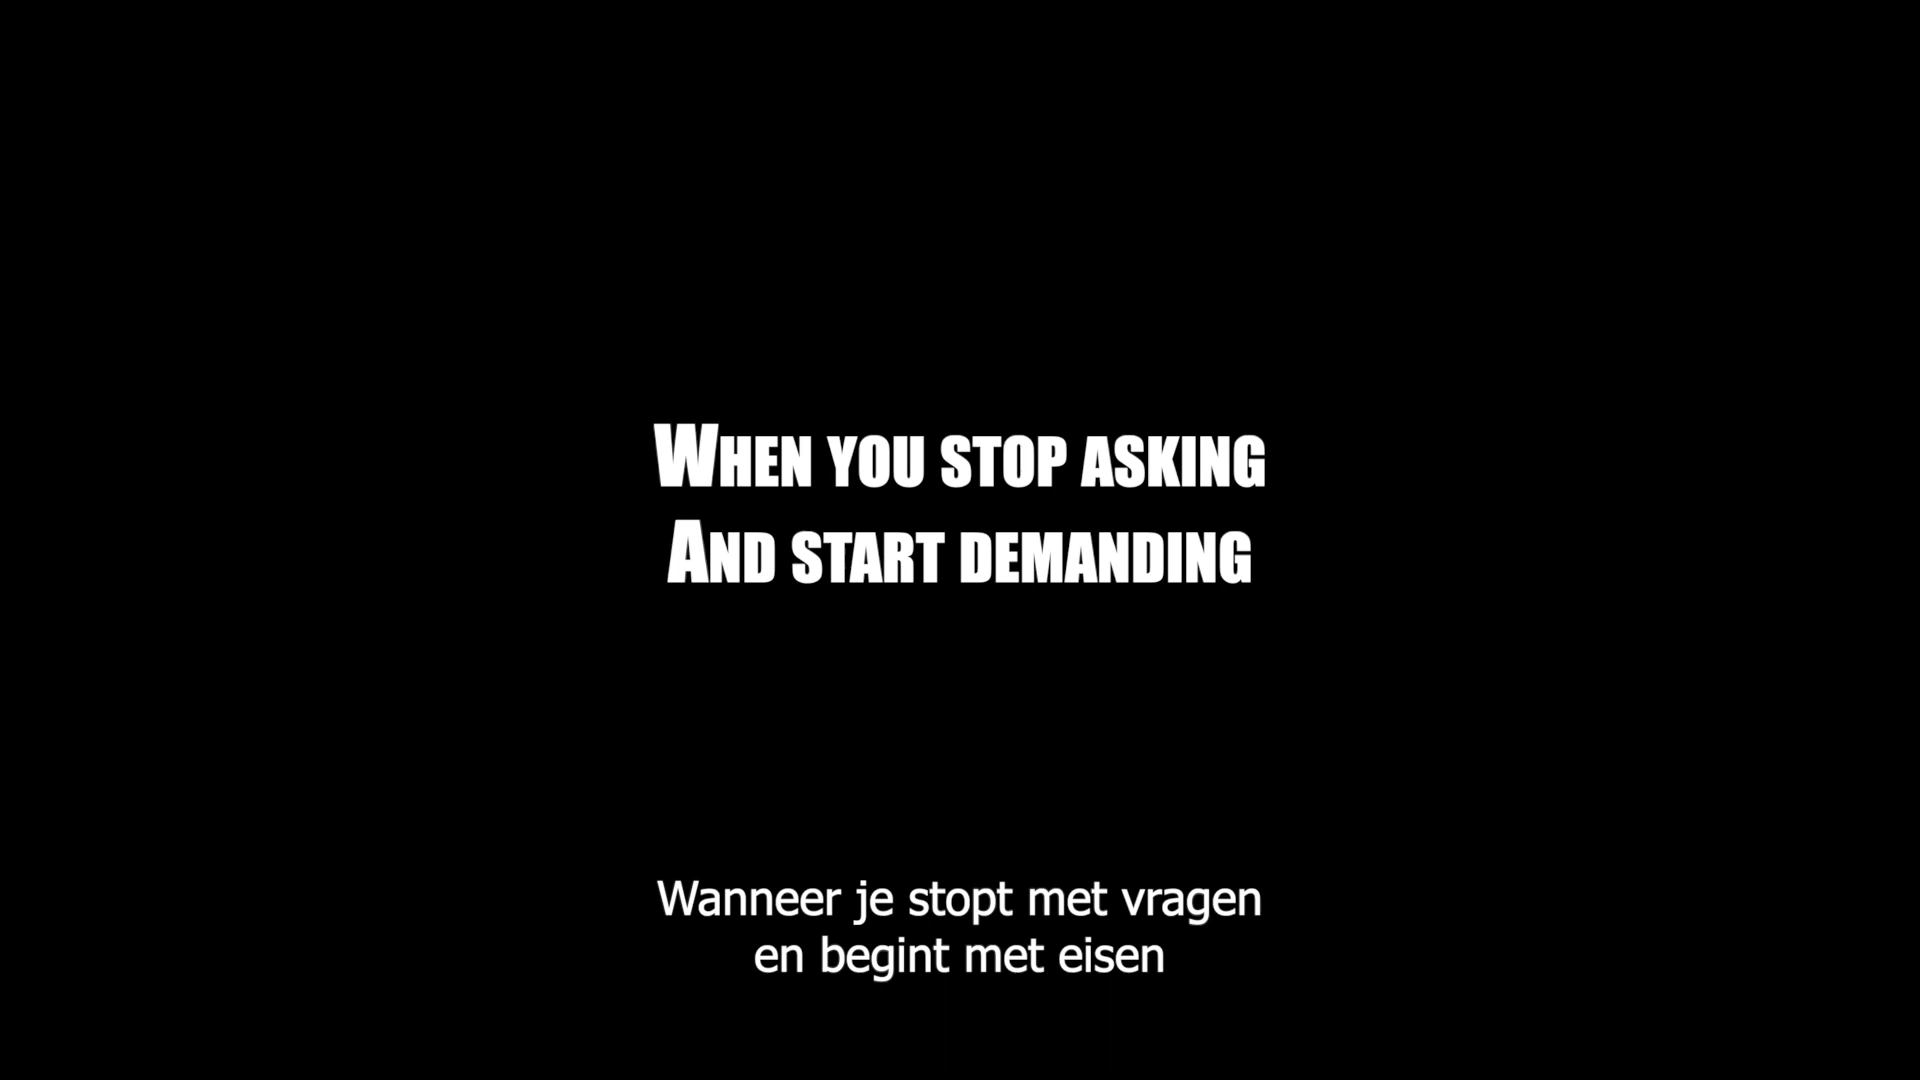 When you stop asking
And start demanding
Wanneer je stopt met vragen
en begint met eisen